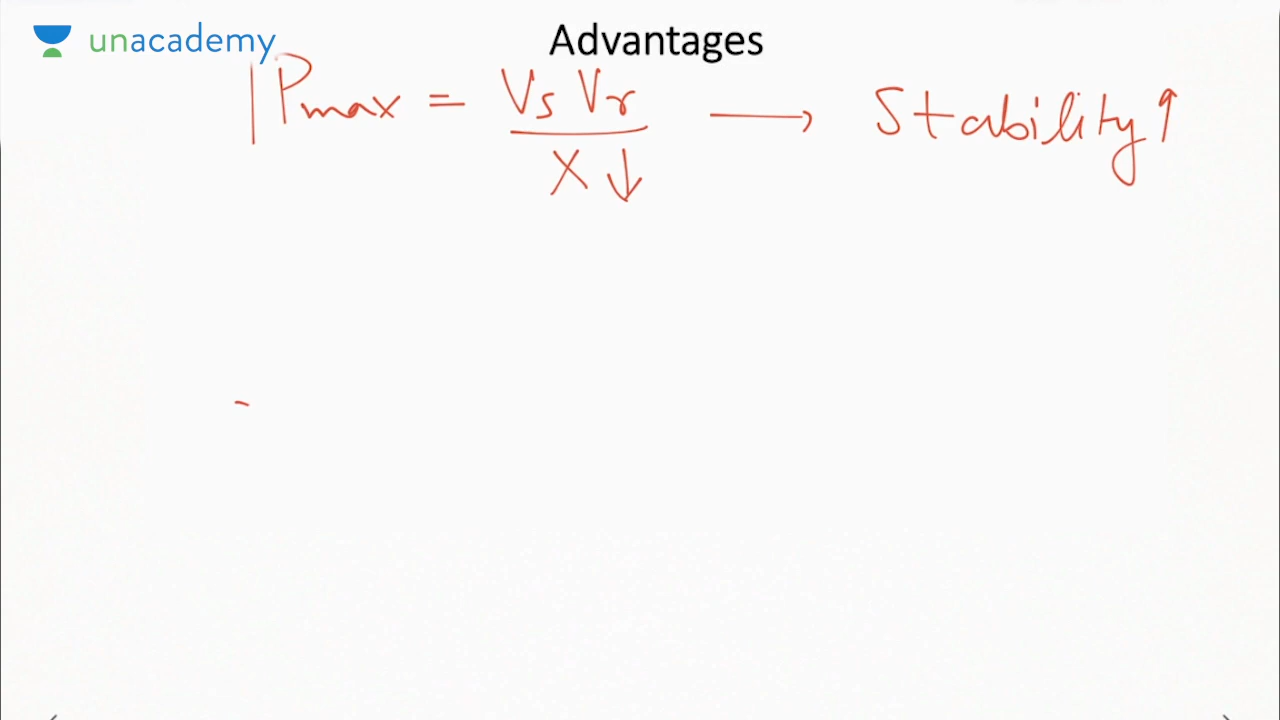 unacademy
Advantages
Pmax = Vs Vr / X ↓ → Stability ↑